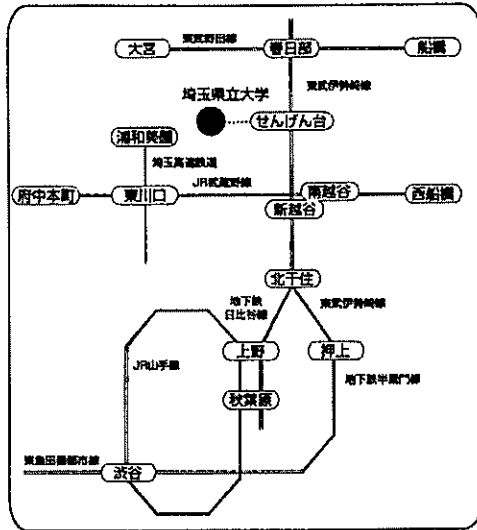 東武野田線
大宮
春日部
船橋
東武伊勢崎線
埼玉県立大学
せんげん台
浦和美園
埼玉高速鉄道
JR武蔵野線
府中本町
東川口
南越谷
西船橋
新越谷
北千住
地下鉄
日比谷線
東武伊勢崎線
上野
押上
JR山手線
地下鉄半蔵門線
秋葉原
東急田園都市線
渋谷